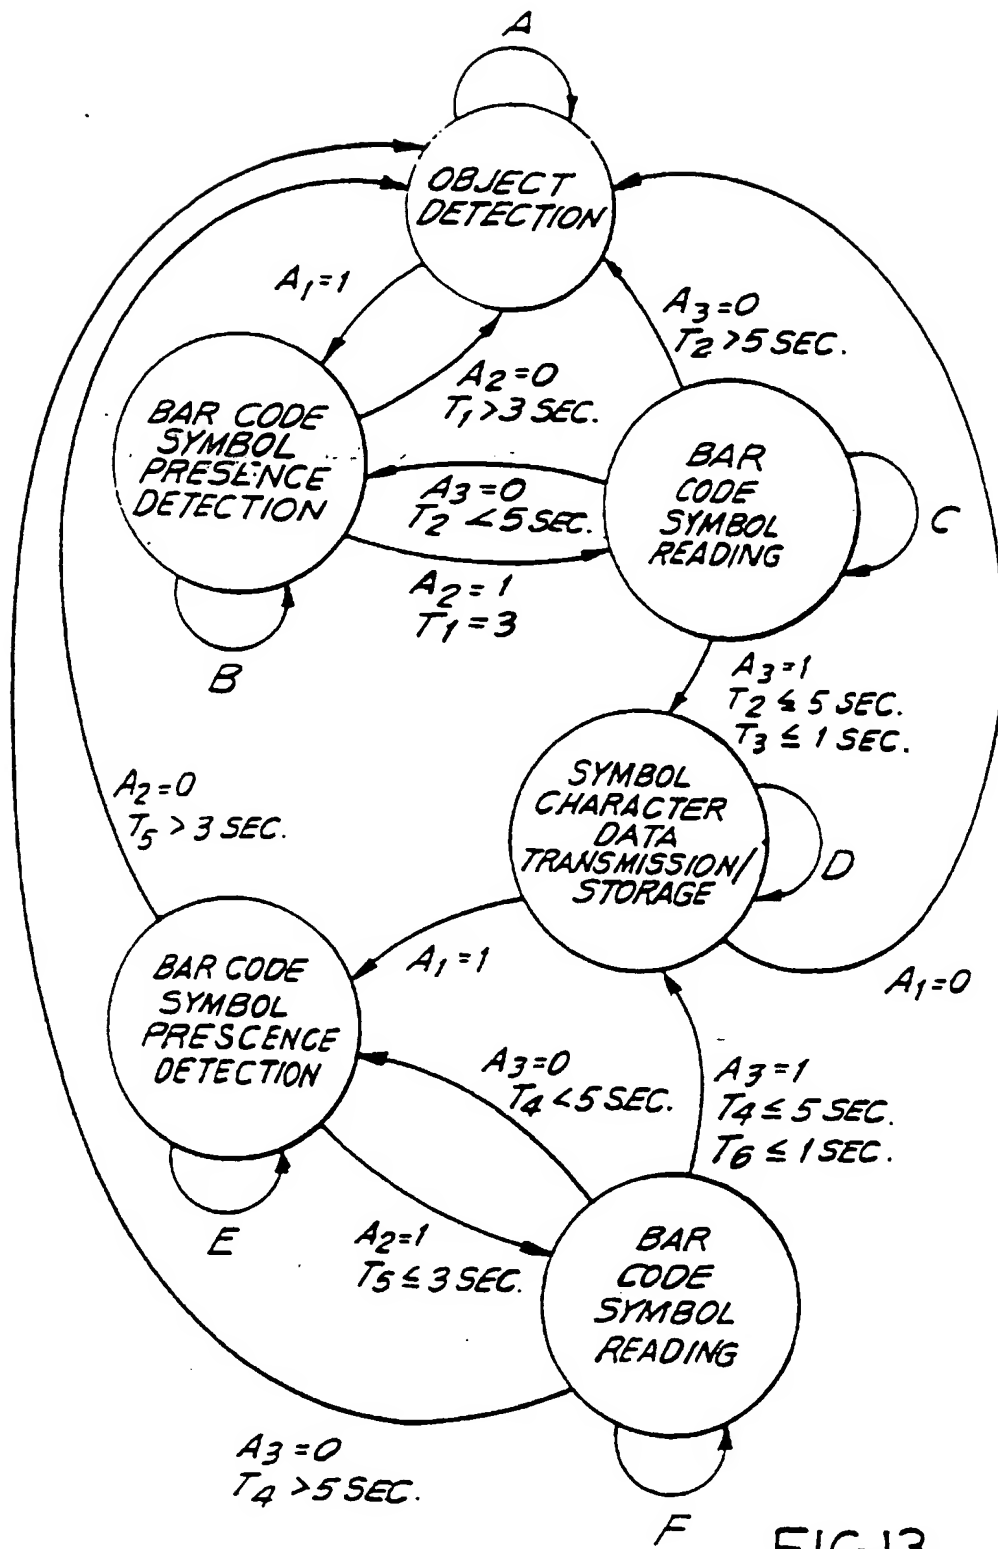 A
OBJECT
DETECTION
A1=1
A3=0
T2>5 SEC.
A2=0
T1>3 SEC.
BAR CODE
SYMBOL
PRESENCE
DETECTION
A3=0
T2<5 SEC.
BAR
CODE
SYMBOL
READING
C
A2=1
T1=3
B
A3=1
T2≤5 SEC.
T3≤1 SEC.
SYMBOL
CHARACTER
DATA
TRANSMISSION/
STORAGE
D
A2=0
T5>3 SEC.
A1=1
A1=0
BAR CODE
SYMBOL
PRESCENCE
DETECTION
A3=0
T4<5 SEC.
A3=1
T4≤5 SEC.
T6≤1 SEC.
E
A2=1
T5≤3 SEC.
BAR
CODE
SYMBOL
READING
A3=0
T4>5 SEC.
F
FIG.13